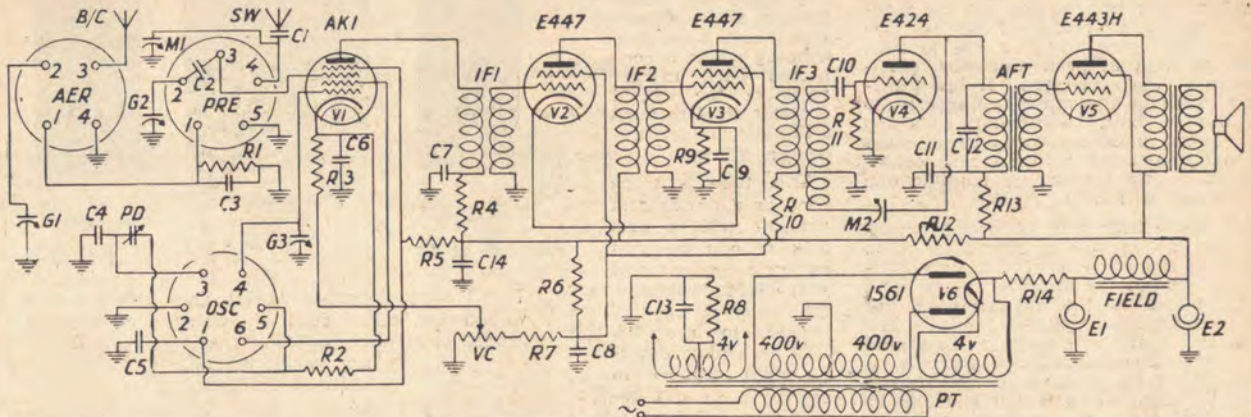 B/C SW AK1 E447 E447 E424 E443H
M1 C1
2 3 3 4 IF1 IF2 IF3 C10 AFT
AER C2
G2 2 PRE V1 V2 V3 V4 V5
1 4 1 5 R11
R1 C6 C7 R9 C9 C11 C12
C3 R3 R4 R10 M2 R13
G1 C4 PD G3 R12
3 4 R5 C14 R6 1561 V6 R14 FIELD
2 OSC 5 C13 R8 E1 E2
C5 1 6 R2 VC R7 C8 4v 400v 400v 4v
~ PT